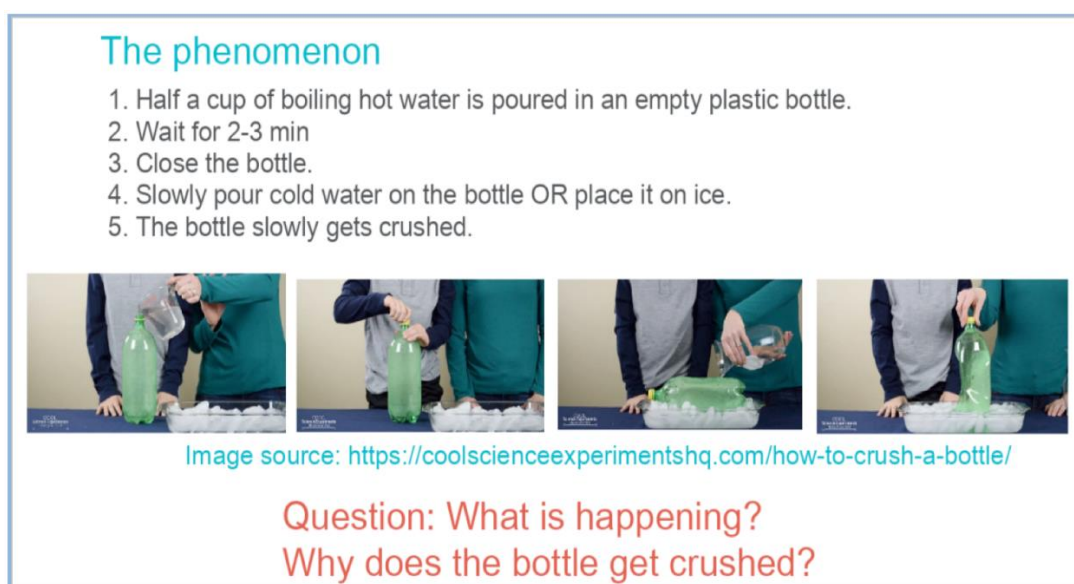 The phenomenon
1. Half a cup of boiling hot water is poured in an empty plastic bottle.
2. Wait for 2-3 min
3. Close the bottle.
4. Slowly pour cold water on the bottle OR place it on ice.
5. The bottle slowly gets crushed.
Image source: https://coolscienceexperimentshq.com/how-to-crush-a-bottle/
Question: What is happening?
Why does the bottle get crushed?